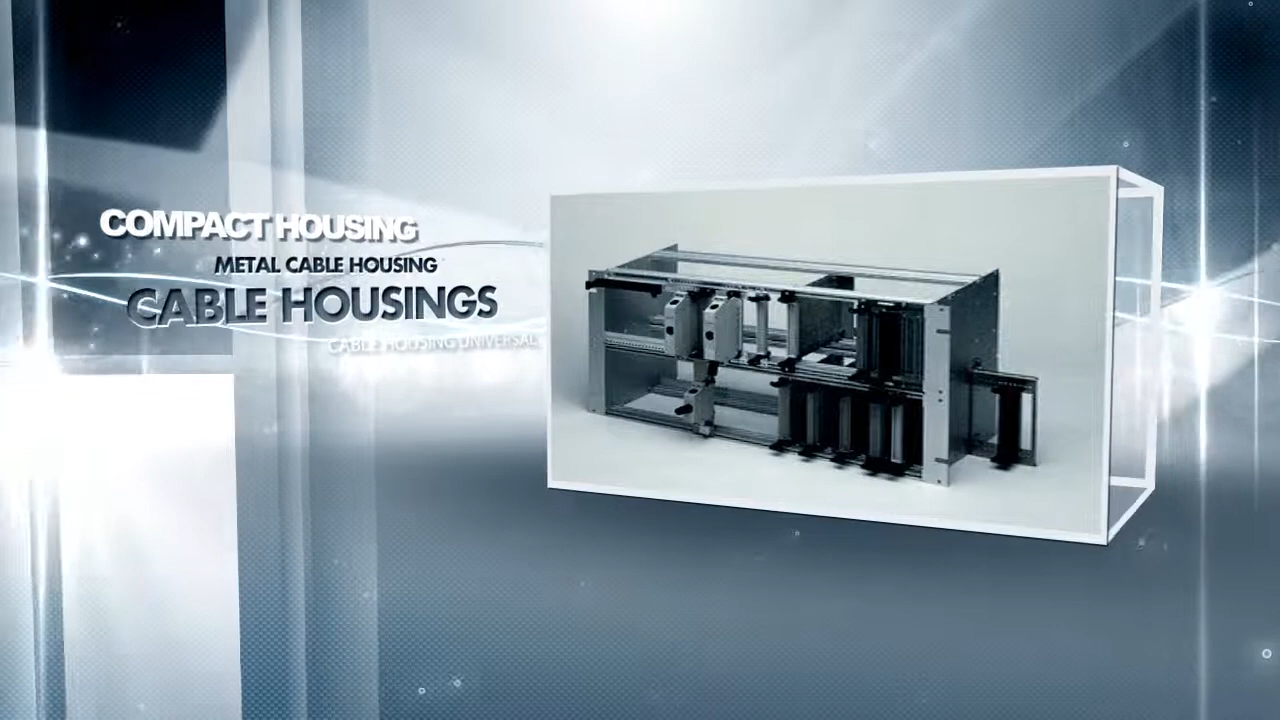 COMPACT HOUSING
METAL CABLE HOUSING
CABLE HOUSINGS
CABLE HOUSING UNIVERSAL